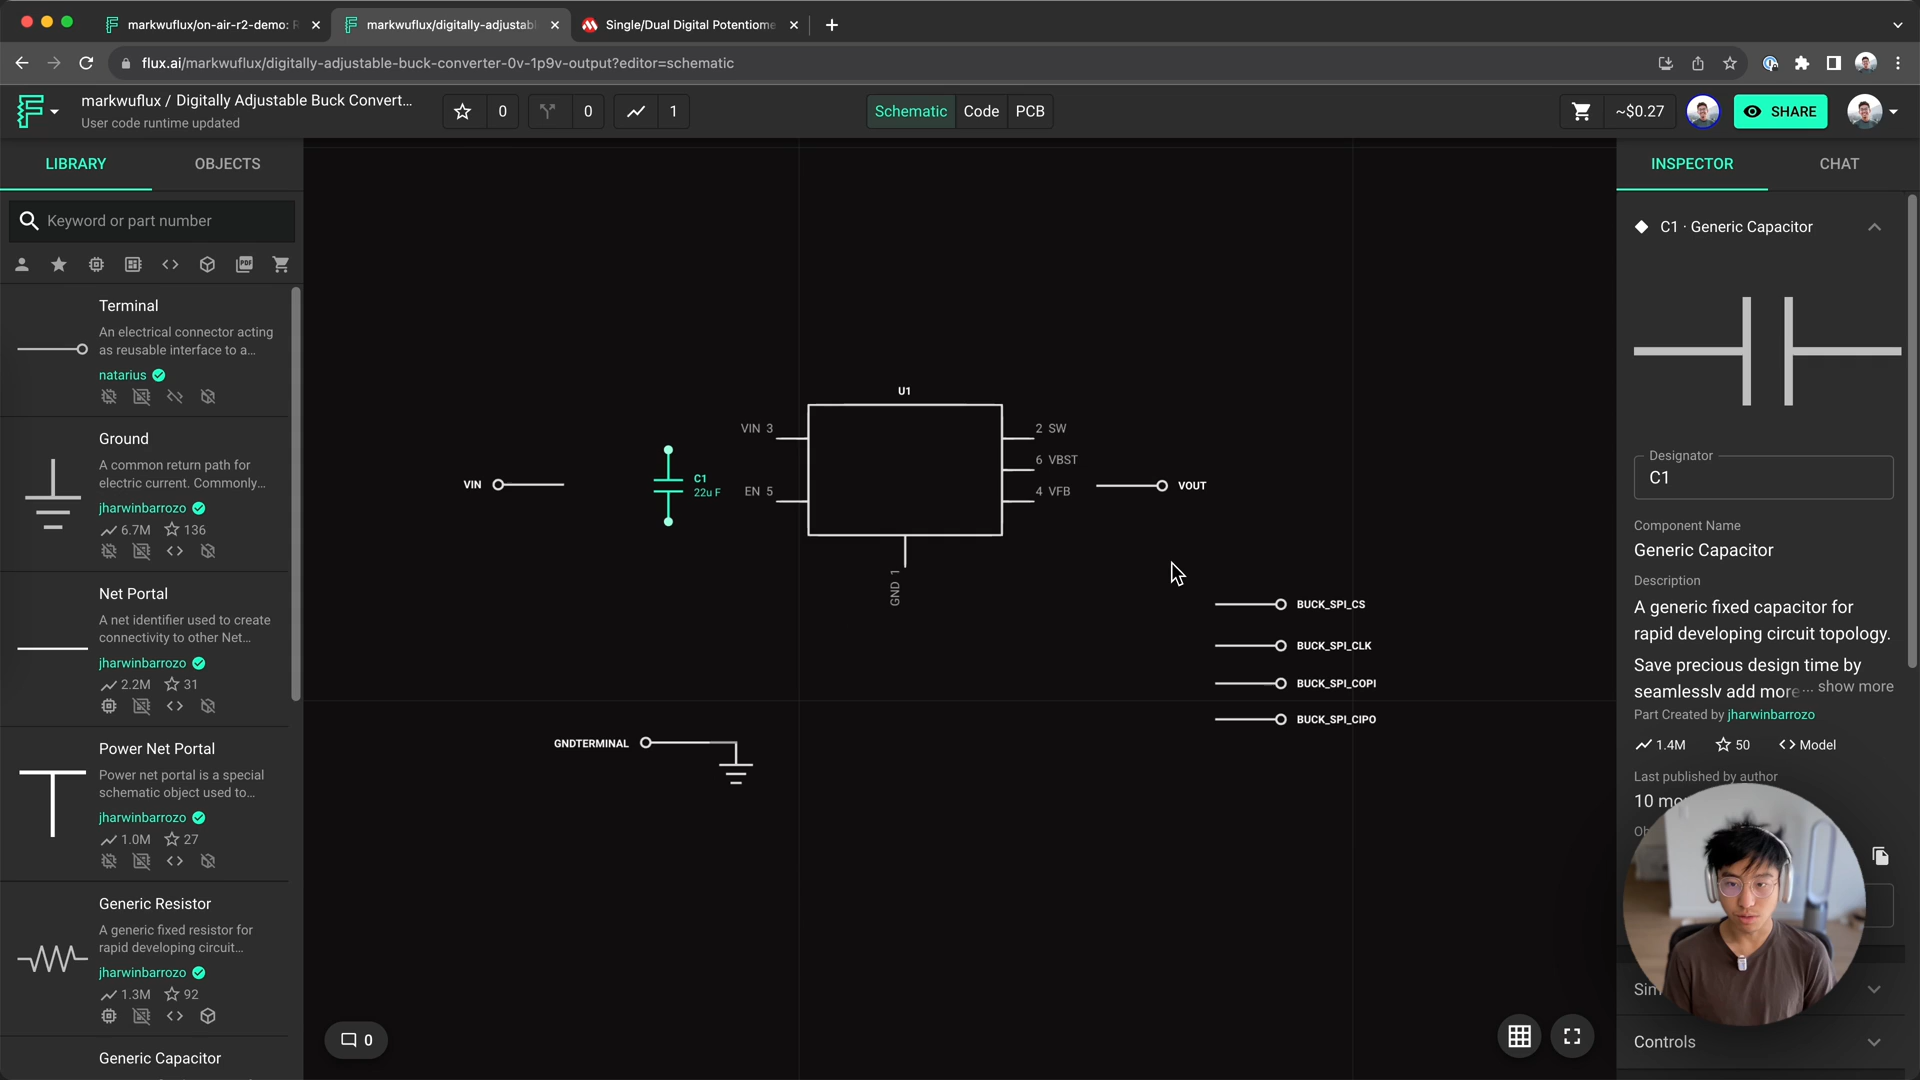 markwuflux/on-air-r2-demo: R
markwuflux/digitally-adjustabl
Single/Dual Digital Potentiome
flux.ai/markwuflux/digitally-adjustable-buck-converter-0v-1p9v-output?editor=schematic
markwuflux / Digitally Adjustable Buck Convert...
User code runtime updated
0
0
1
Schematic
Code
PCB
~$0.27
SHARE
LIBRARY
OBJECTS
Keyword or part number
PDF
Terminal
An electrical connector acting
as reusable interface to a...
natarius
Ground
A common return path for
electric current. Commonly...
jharwinbarrozo
6.7M
136
Net Portal
A net identifier used to create
connectivity to other Net...
jharwinbarrozo
2.2M
31
Power Net Portal
Power net portal is a special
schematic object used to...
jharwinbarrozo
1.0M
27
Generic Resistor
A generic fixed resistor for
rapid developing circuit...
jharwinbarrozo
1.3M
92
Generic Capacitor
U1
VIN 3
EN 5
2 SW
6 VBST
4 VFB
GND 1
VIN
C1
22u F
VOUT
BUCK_SPI_CS
BUCK_SPI_CLK
BUCK_SPI_COPI
BUCK_SPI_CIPO
GNDTERMINAL
0
INSPECTOR
CHAT
C1 · Generic Capacitor
Designator
C1
Component Name
Generic Capacitor
Description
A generic fixed capacitor for
rapid developing circuit topology.
Save precious design time by
seamlessly add more... show more
Part Created by jharwinbarrozo
1.4M
50
Model
Last published by author
10 mo
Ob
Sim
Controls